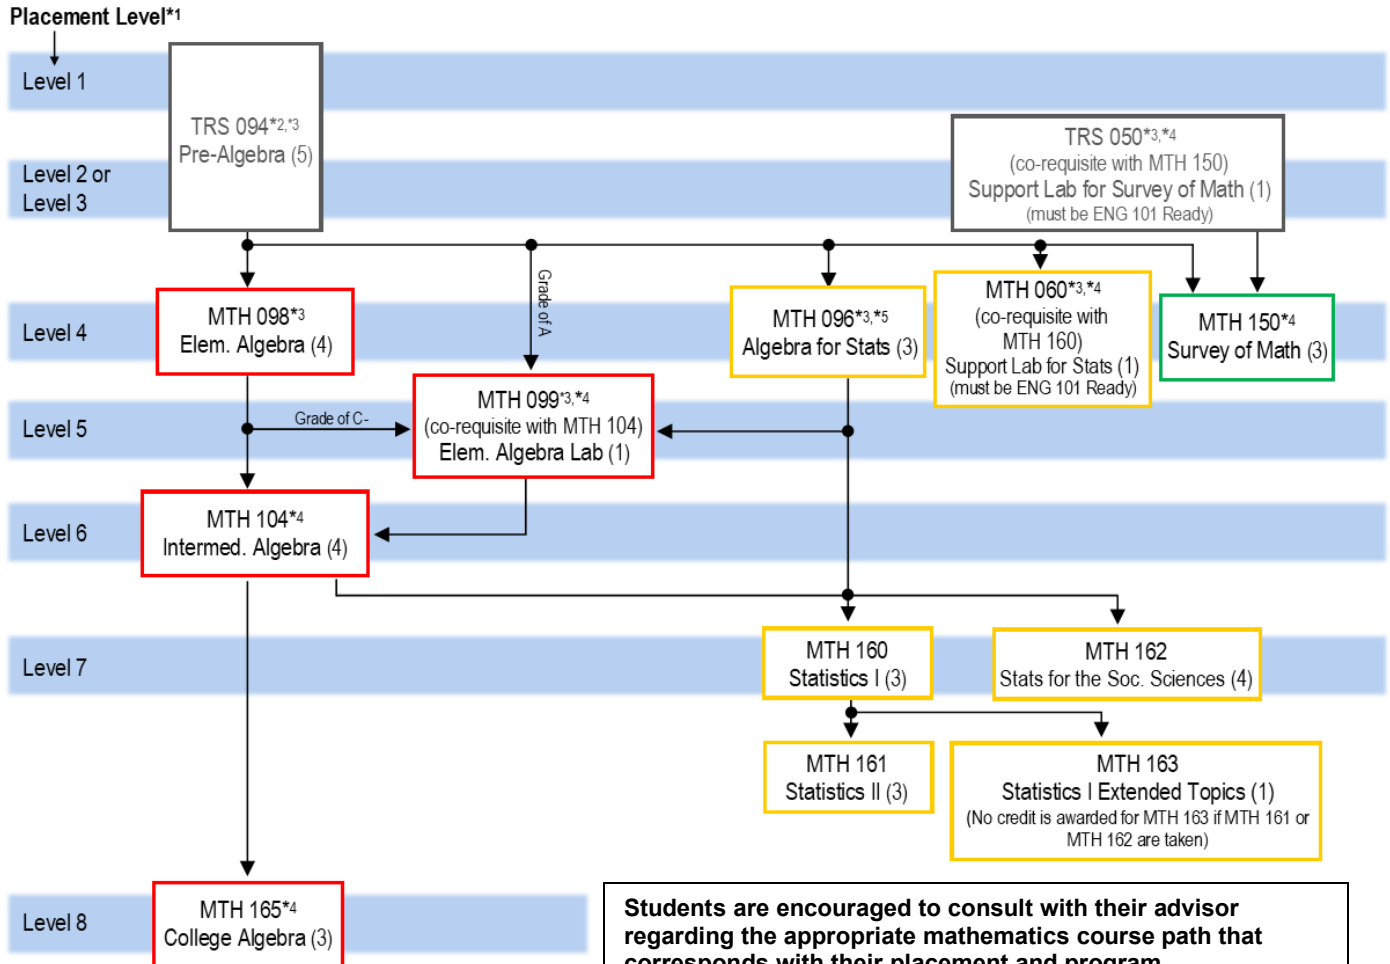 Placement Level*1
Level 1
TRS 094*2,*3
Pre-Algebra (5)
TRS 050*3,*4
(co-requisite with MTH 150)
Support Lab for Survey of Math (1)
(must be ENG 101 Ready)
Level 2 or
Level 3
Grade of A
Level 4
MTH 098*3
Elem. Algebra (4)
MTH 096*3,*5
Algebra for Stats (3)
MTH 060*3,*4
(co-requisite with
MTH 160)
Support Lab for Stats (1)
(must be ENG 101 Ready)
MTH 150*4
Survey of Math (3)
Level 5
Grade of C-
MTH 099*3,*4
(co-requisite with MTH 104)
Elem. Algebra Lab (1)
Level 6
MTH 104*4
Intermed. Algebra (4)
Level 7
MTH 160
Statistics I (3)
MTH 162
Stats for the Soc. Sciences (4)
MTH 161
Statistics II (3)
MTH 163
Statistics I Extended Topics (1)
(No credit is awarded for MTH 163 if MTH 161 or
MTH 162 are taken)
Level 8
MTH 165*4
College Algebra (3)
Students are encouraged to consult with their advisor
regarding the appropriate mathematics course path that
corresponds with their placement and program